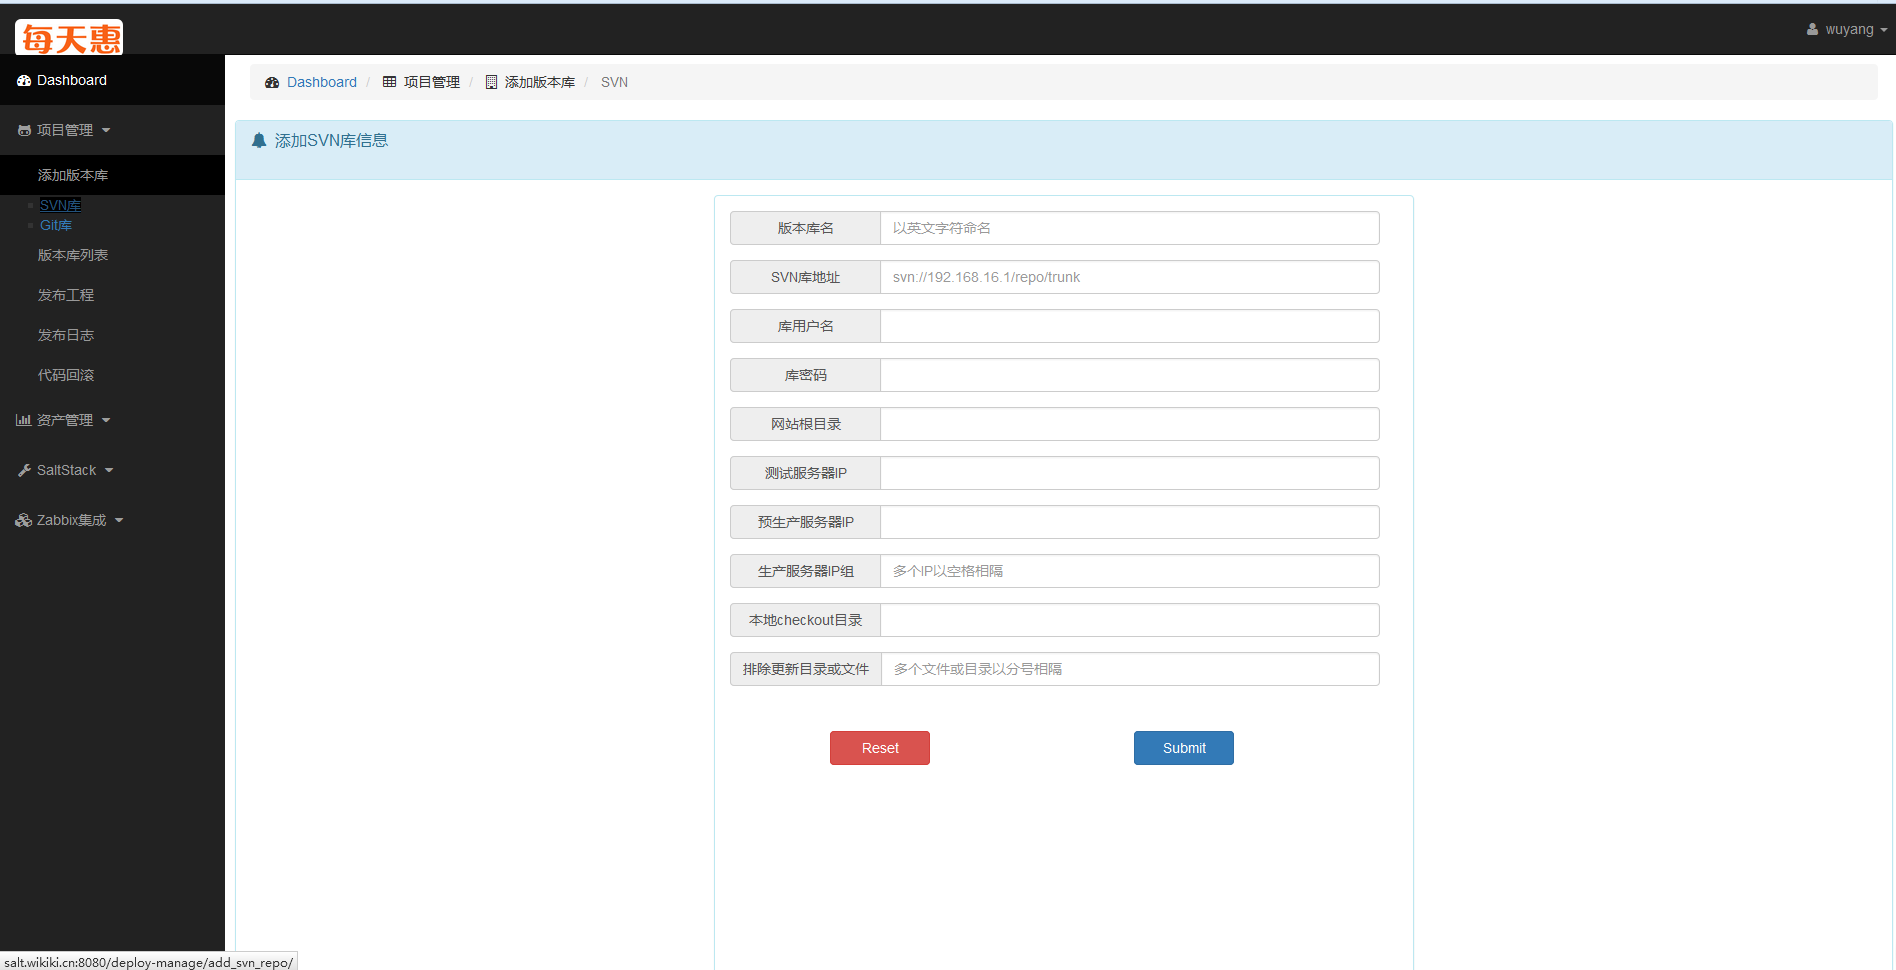 每天惠
wuyang
Dashboard
项目管理
添加版本库
SVN库
Git库
版本库列表
发布工程
发布日志
代码回滚
资产管理
SaltStack
Zabbix集成
Dashboard / 项目管理 / 添加版本库 / SVN
添加SVN库信息
版本库名 以英文字符命名
SVN库地址 svn://192.168.16.1/repo/trunk
库用户名
库密码
网站根目录
测试服务器IP
预生产服务器IP
生产服务器IP组 多个IP以空格相隔
本地checkout目录
排除更新目录或文件 多个文件或目录以分号相隔
Reset Submit
salt.wikiki.cn:8080/deploy-manage/add_svn_repo/